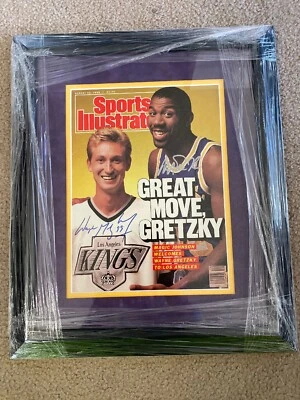 Sports
Illustrated
GREAT
MOVE,
GRETZKY
MAGIC JOHNSON
WELCOMES
WAYNE GRETZKY
TO LOS ANGELES
Los Angeles
KINGS